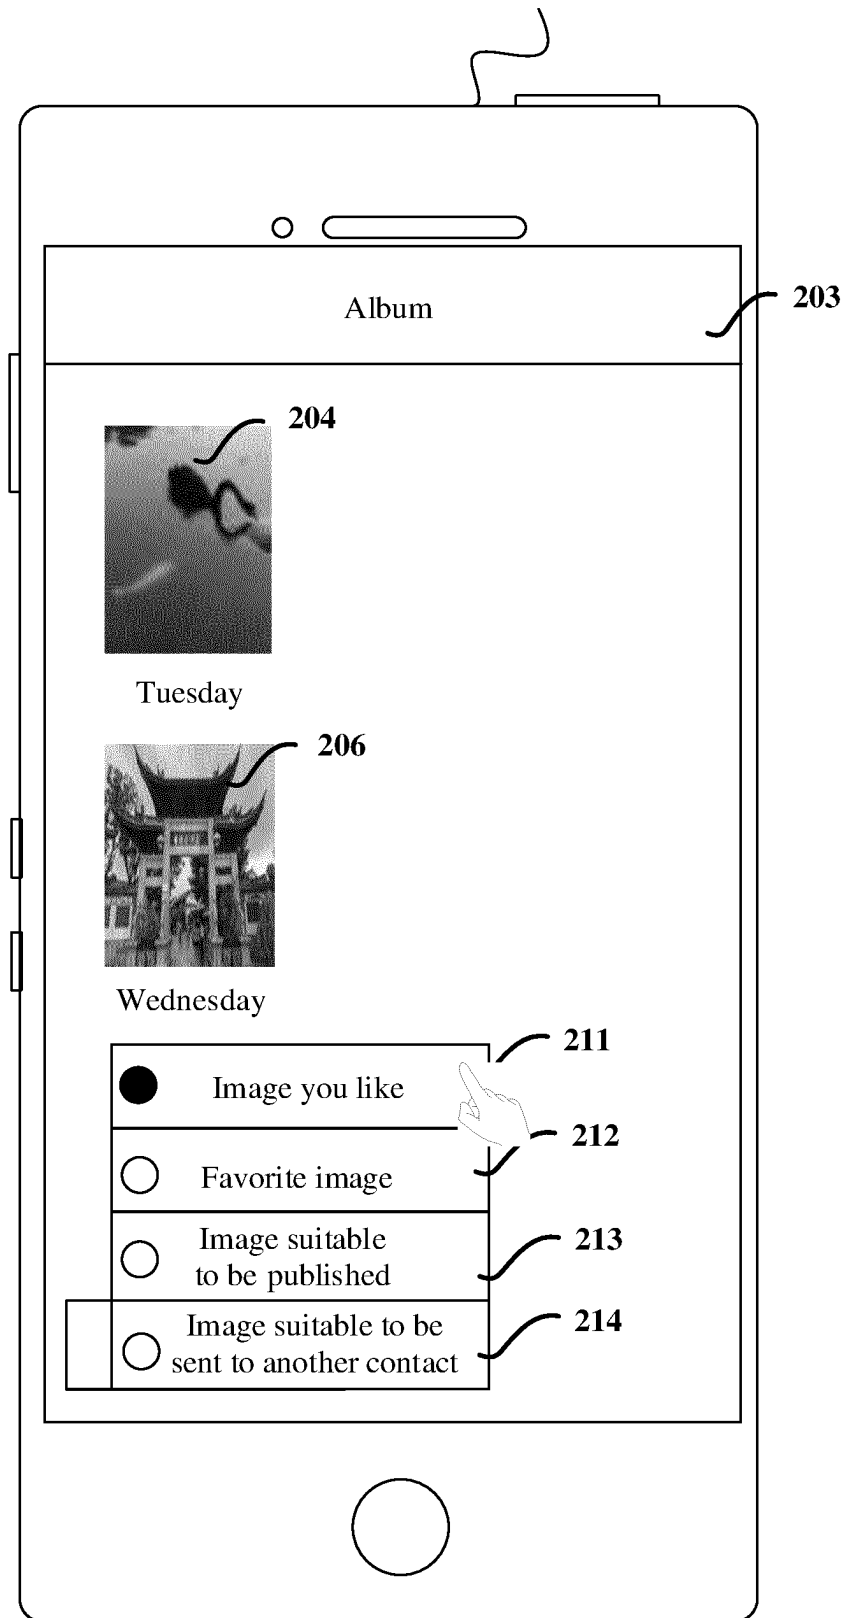 Album
203
204
Tuesday
206
Wednesday
211
Image you like
212
Favorite image
213
Image suitable
to be published
214
Image suitable to be
sent to another contact